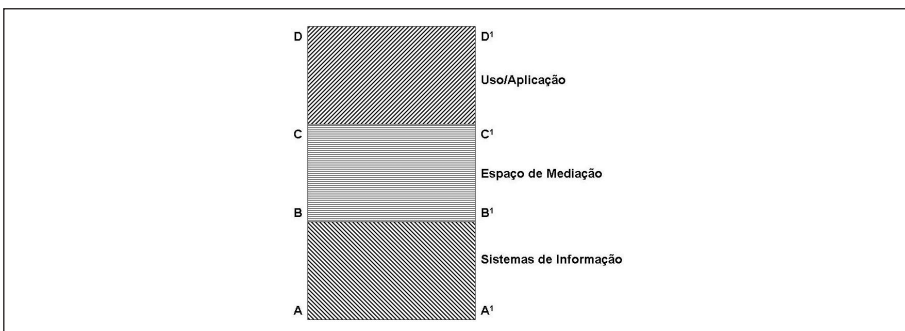 D D¹
Uso/Aplicação
C C¹
Espaço de Mediação
B B¹
Sistemas de Informação
A A¹